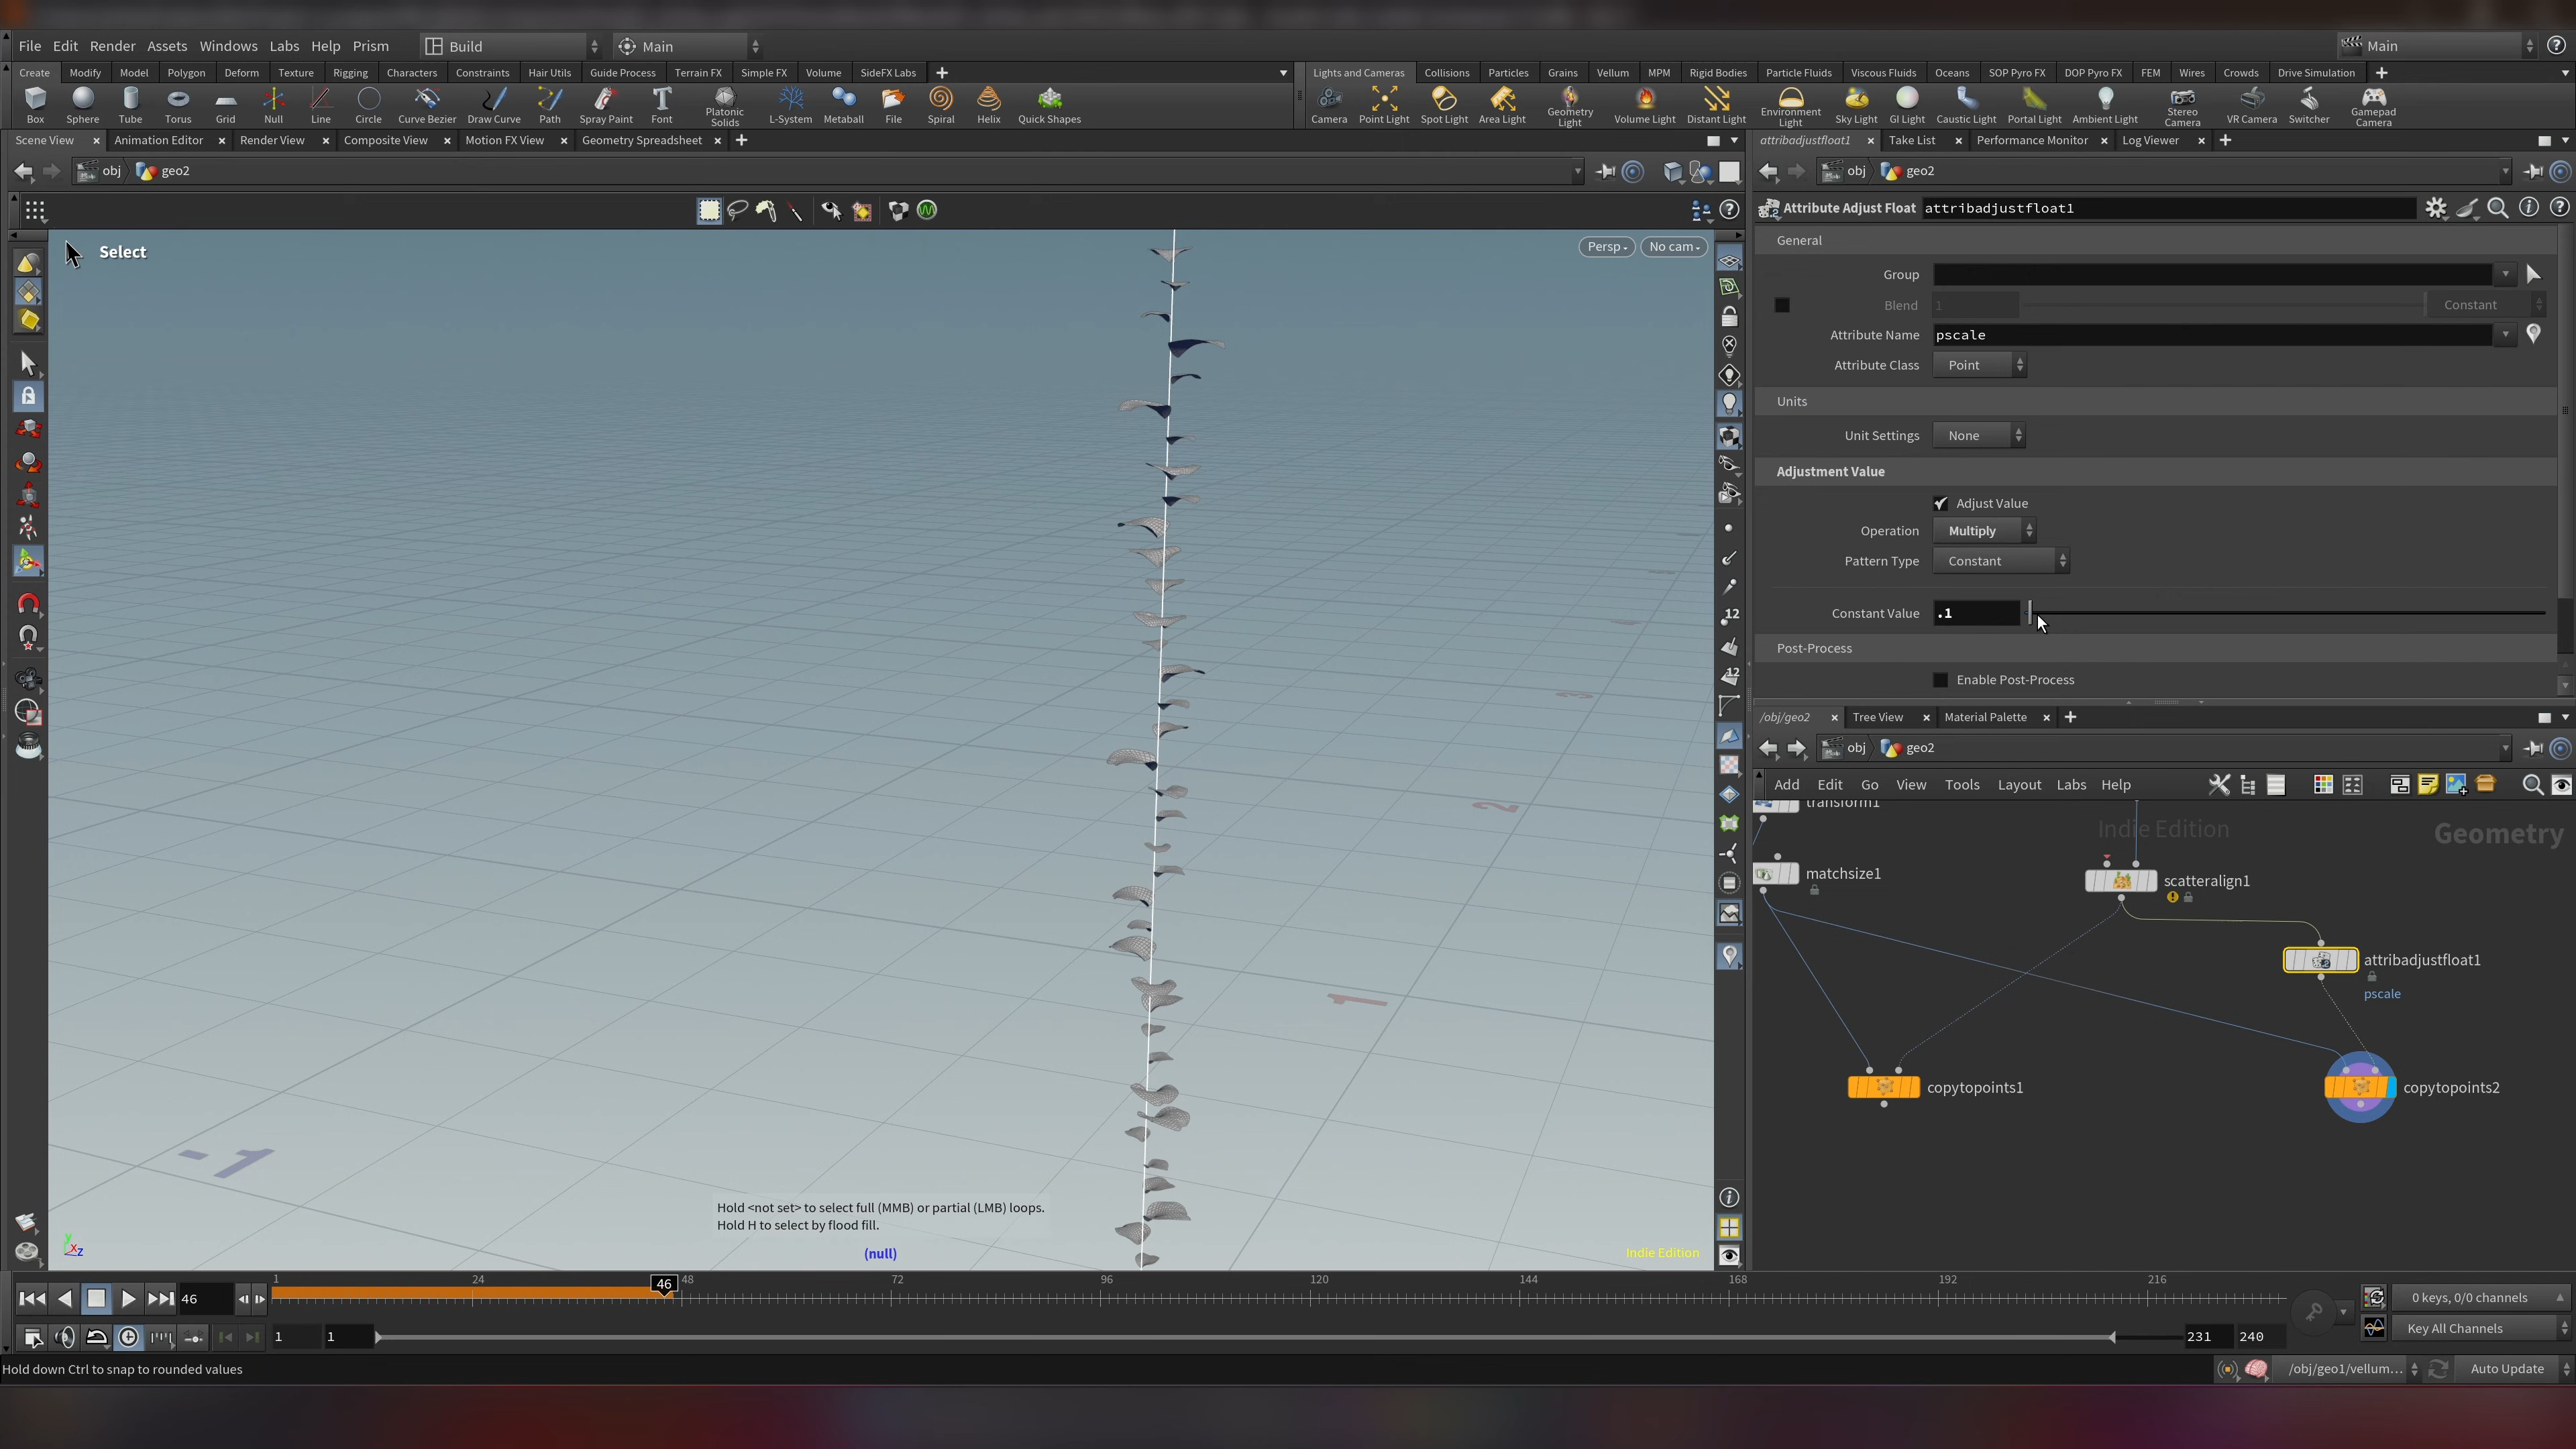 File Edit Render Assets Windows Labs Help Prism Build Main Main
Create Modify Model Polygon Deform Texture Rigging Characters Constraints Hair Utils Guide Process Terrain FX Simple FX Volume SideFX Labs
Lights and Cameras Collisions Particles Grains Vellum MPM Rigid Bodies Particle Fluids Viscous Fluids Oceans SOP Pyro FX DOP Pyro FX FEM Wires Crowds Drive Simulation
Box Sphere Tube Torus Grid Null Line Circle Curve Bezier Draw Curve Path Spray Paint Font Platonic Solids L-System Metaball File Spiral Helix Quick Shapes
Camera Point Light Spot Light Area Light Geometry Light Volume Light Distant Light Environment Light Sky Light GI Light Caustic Light Portal Light Ambient Light Stereo Camera VR Camera Switcher Gamepad Camera
Scene View Animation Editor Render View Composite View Motion FX View Geometry Spreadsheet
attribadjustfloat1 Take List Performance Monitor Log Viewer
obj geo2
obj geo2
Attribute Adjust Float attribadjustfloat1
Select
Persp No cam
General
Group
Blend 1 Constant
Attribute Name pscale
Attribute Class Point
Units
Unit Settings None
Adjustment Value
Adjust Value
Operation Multiply
Pattern Type Constant
Constant Value .1
Post-Process
Enable Post-Process
12
12
/obj/geo2 Tree View Material Palette
obj geo2
Add Edit Go View Tools Layout Labs Help
transform1
Indie Edition
Geometry
matchsize1
scatteralign1
attribadjustfloat1
pscale
copytopoints1
copytopoints2
3
2
1
-1
Hold <not set> to select full (MMB) or partial (LMB) loops.
Hold H to select by flood fill.
(null)
Indie Edition
y x z
1 24 46 48 72 96 120 144 168 192 216
46
0 keys, 0/0 channels
1 1 231 240
Key All Channels
Hold down Ctrl to snap to rounded values
/obj/geo1/vellum... Auto Update